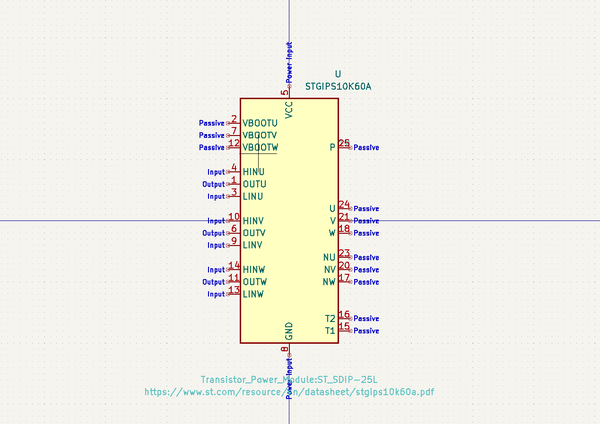 Power Input
U
STGIPS10K60A
5
VCC
Passive 2 VBOOTU
Passive 7 VBOOTV
Passive 12 VBOOTW
P 25 Passive
Input 4 HINU
Output 1 OUTU
Input 3 LINU
U 24 Passive
Input 10 HINV V 21 Passive
Output 6 OUTV W 18 Passive
Input 9 LINV
NU 23 Passive
Input 14 HINW NV 20 Passive
Output 11 OUTW NW 17 Passive
Input 13 LINW
T2 16 Passive
T1 15 Passive
GND
8
Power Input
Transistor_Power_Module:ST_SDIP-25L
https://www.st.com/resource/en/datasheet/stgips10k60a.pdf